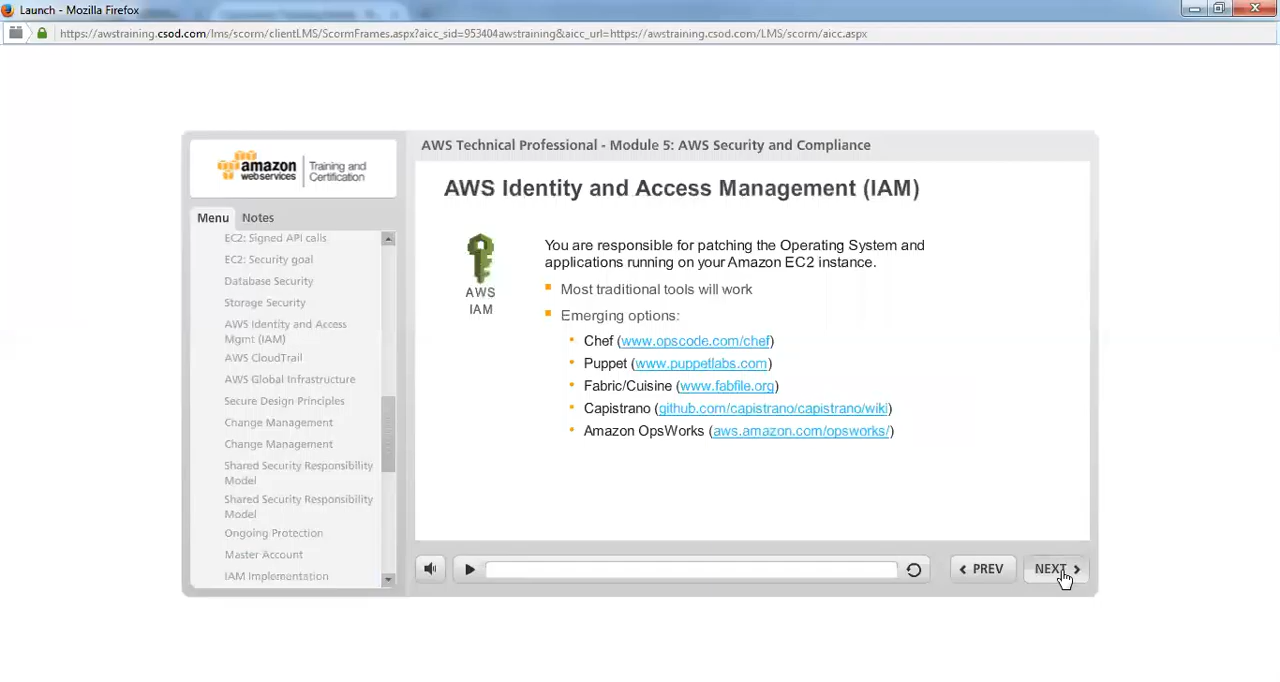 Launch - Mozilla Firefox
https://awstraining.csod.com/lms/scorm/clientLMS/ScormFrames.aspx?aicc_sid=953404awstraining&aicc_url=https://awstraining.csod.com/LMS/scorm/aicc.aspx
amazon web services
Training and Certification
AWS Technical Professional - Module 5: AWS Security and Compliance
Menu Notes
EC2: Signed API calls
EC2: Security goal
Database Security
Storage Security
AWS Identity and Access
Mgmt (IAM)
AWS CloudTrail
AWS Global Infrastructure
Secure Design Principles
Change Management
Change Management
Shared Security Responsibility
Model
Shared Security Responsibility
Model
Ongoing Protection
Master Account
IAM Implementation
AWS Identity and Access Management (IAM)
AWS
IAM
You are responsible for patching the Operating System and
applications running on your Amazon EC2 instance.
Most traditional tools will work
Emerging options:
Chef (www.opscode.com/chef)
Puppet (www.puppetlabs.com)
Fabric/Cuisine (www.fabfile.org)
Capistrano (github.com/capistrano/capistrano/wiki)
Amazon OpsWorks (aws.amazon.com/opsworks/)
PREV
NEXT